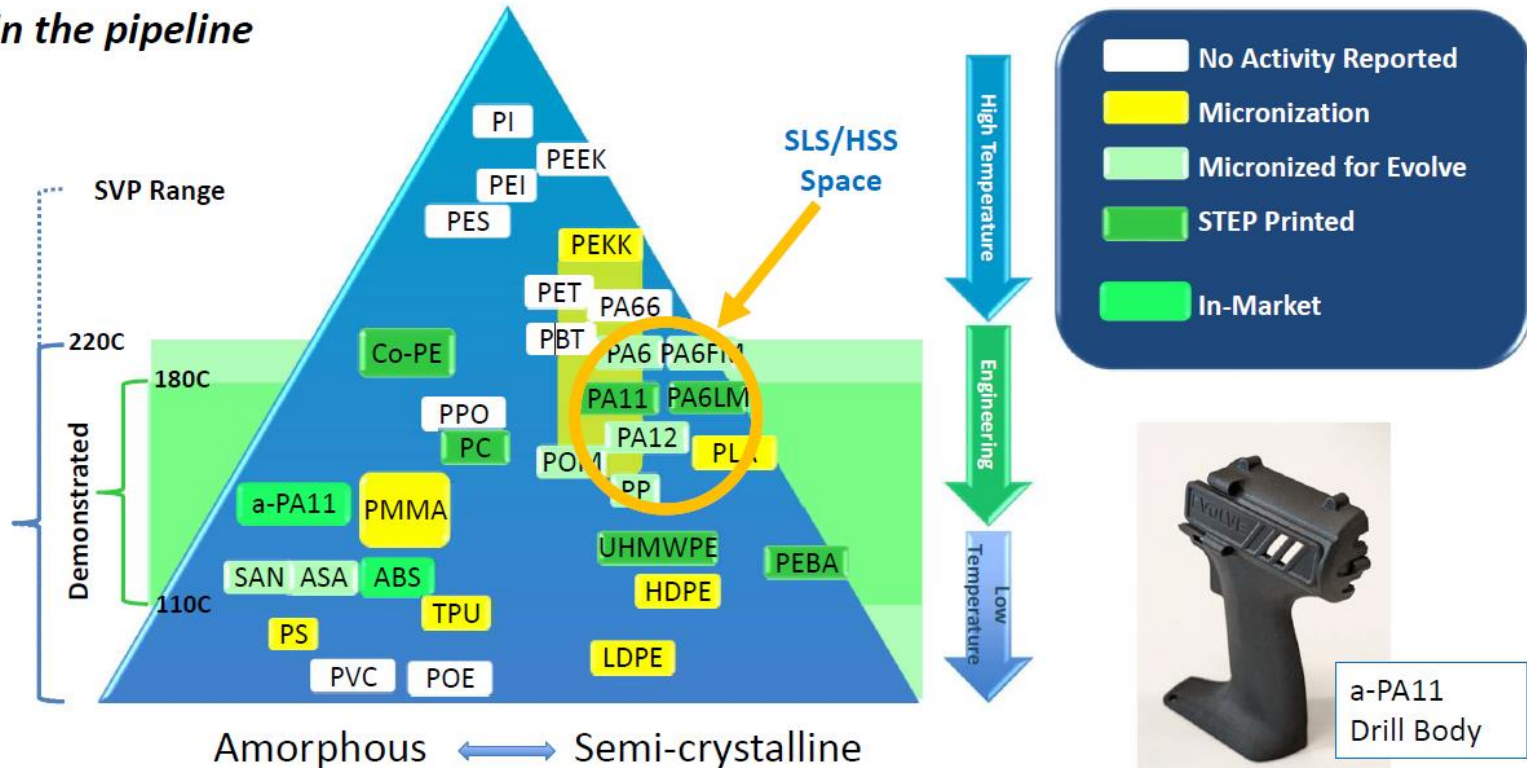 in the pipeline
No Activity Reported
Micronization
Micronized for Evolve
STEP Printed
In-Market
High Temperature
Engineering
Low
Temperature
SLS/HSS
Space
SVP Range
220C
180C
Demonstrated
110C
PI
PEEK
PEI
PES
PEKK
PET
PA66
PBT
Co-PE
PA6
PA6FM
PA11
PA6LM
PPO
PA12
PC
POM
PLA
PP
a-PA11
PMMA
UHMWPE
PEBA
SAN
ASA
ABS
HDPE
TPU
PS
LDPE
PVC
POE
Amorphous
Semi-crystalline
EVOLVE
a-PA11
Drill Body